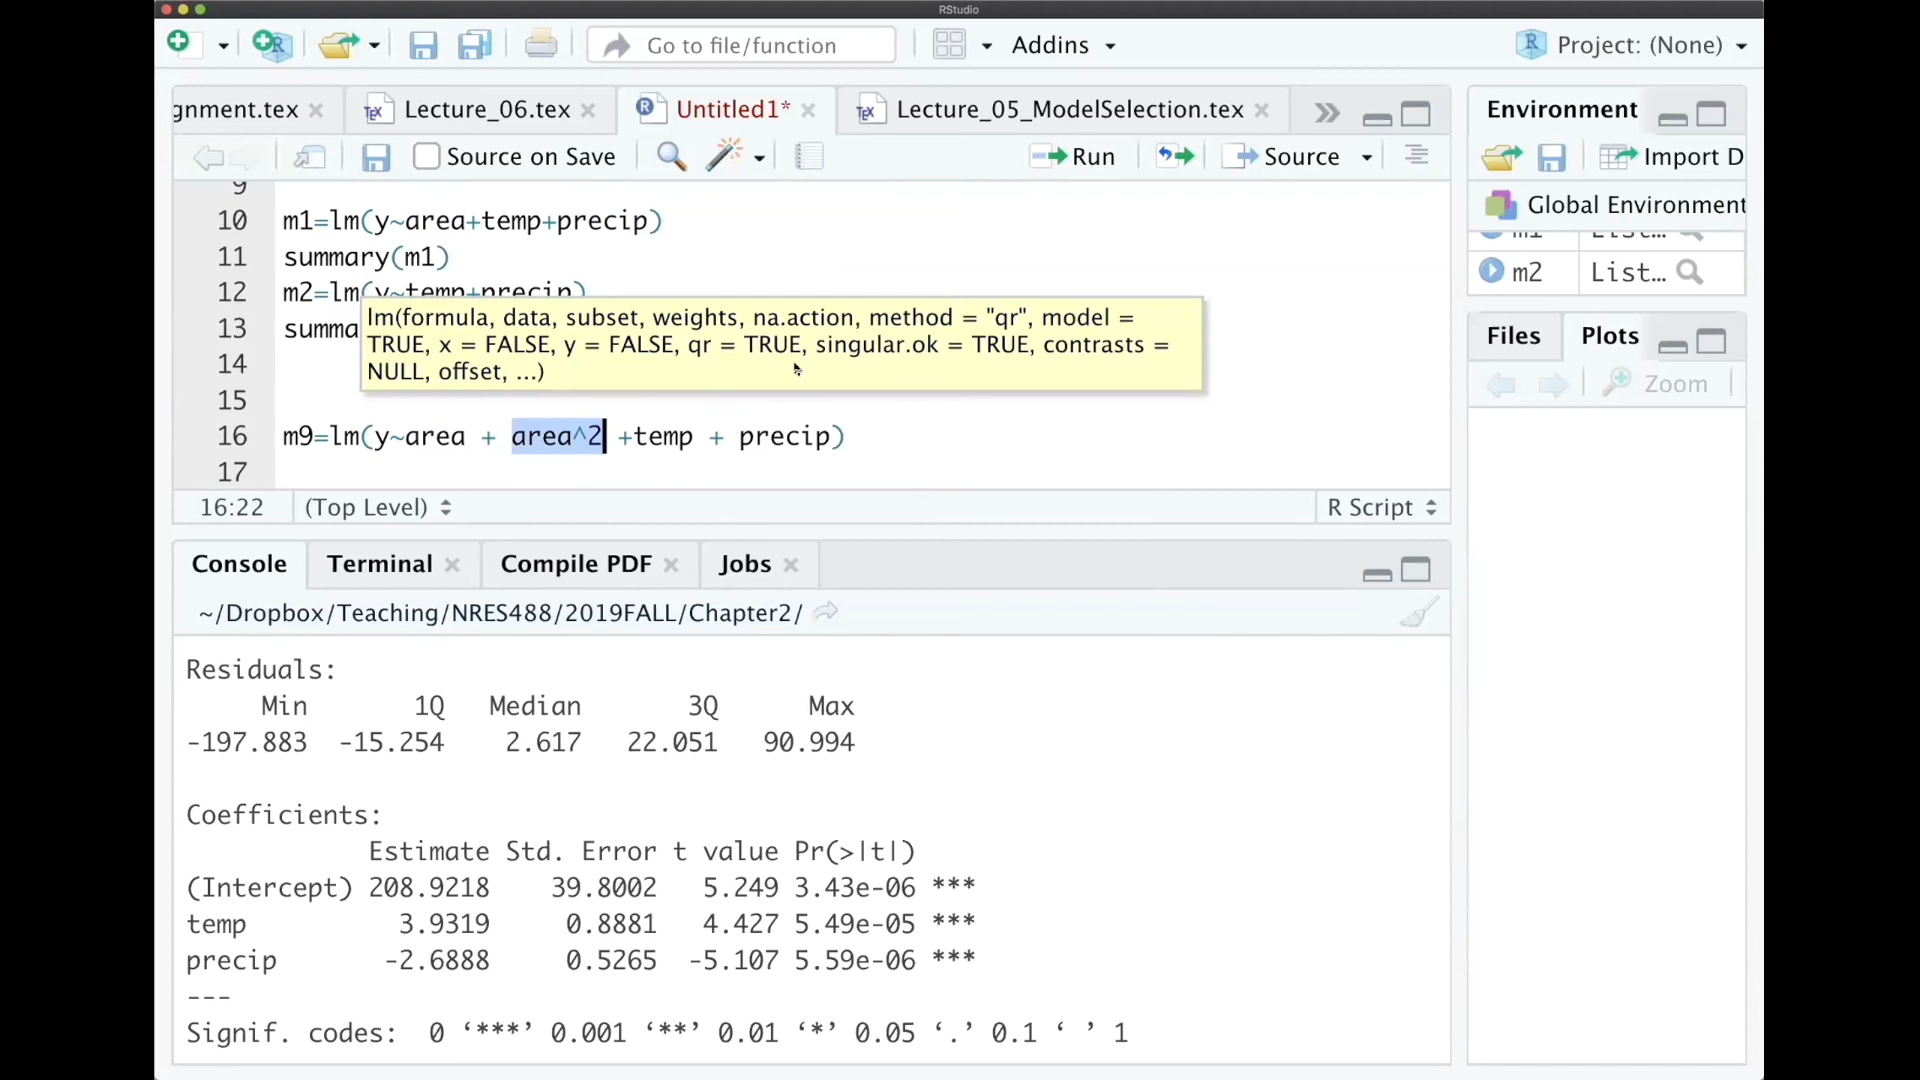 RStudio
Go to file/function
Addins
Project: (None)
gnment.tex
Lecture_06.tex
Untitled1*
Lecture_05_ModelSelection.tex
Source on Save
Run
Source
9
10 m1=lm(y~area+temp+precip)
11 summary(m1)
12 m2=lm(y~temp+precip)
13 summa
14
15
16 m9=lm(y~area + area^2 +temp + precip)
17
lm(formula, data, subset, weights, na.action, method = "qr", model =
TRUE, x = FALSE, y = FALSE, qr = TRUE, singular.ok = TRUE, contrasts =
NULL, offset, ...)
16:22 (Top Level) R Script
Console Terminal Compile PDF Jobs
~/Dropbox/Teaching/NRES488/2019FALL/Chapter2/
Residuals:
Min 1Q Median 3Q Max
-197.883 -15.254 2.617 22.051 90.994
Coefficients:
Estimate Std. Error t value Pr(>|t|)
(Intercept) 208.9218 39.8002 5.249 3.43e-06 ***
temp 3.9319 0.8881 4.427 5.49e-05 ***
precip -2.6888 0.5265 -5.107 5.59e-06 ***
---
Signif. codes: 0 ‘***’ 0.001 ‘**’ 0.01 ‘*’ 0.05 ‘.’ 0.1 ‘ ’ 1
Environment
Import D
Global Environment
m1 List...
m2 List...
Files Plots
Zoom